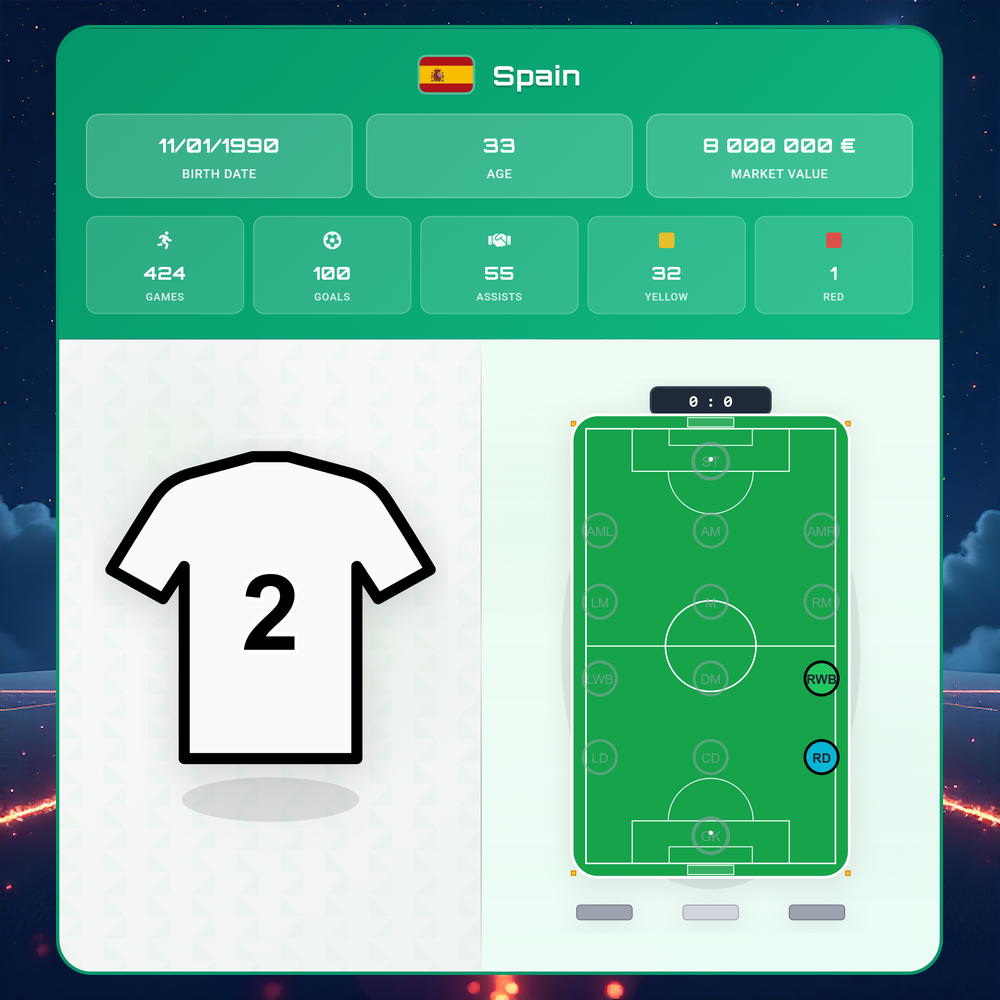 Spain
11/01/1990
BIRTH DATE
33
AGE
8 000 000 €
MARKET VALUE
424
GAMES
100
GOALS
55
ASSISTS
32
YELLOW
1
RED
2
0 : 0
ST
AML AM AMR
LM M RM
LWB DM RWB
LD CD RD
GK